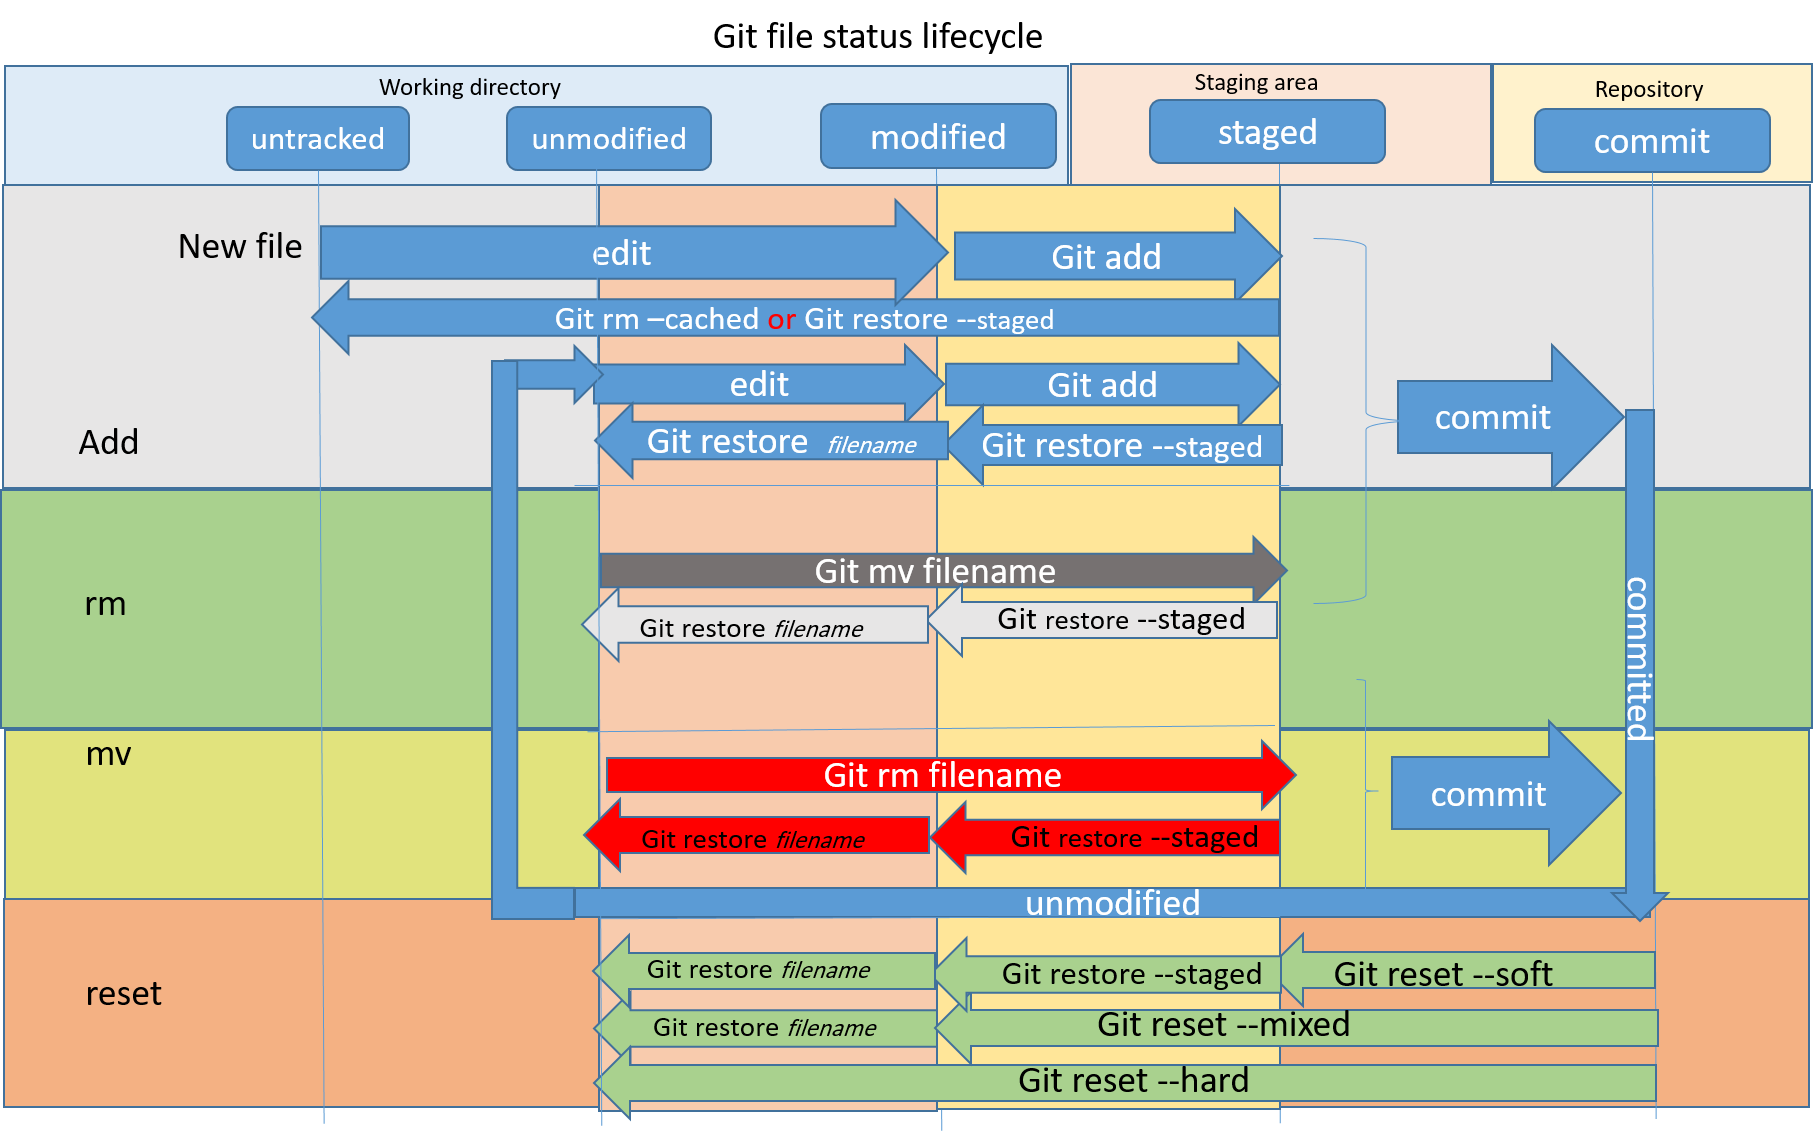 Git file status lifecycle
Working directory
Staging area
Repository
untracked
unmodified
modified
staged
commit
New file
edit
Git add
Git rm –cached or Git restore --staged
edit
Git add
Add
Git restore filename
Git restore --staged
commit
Git mv filename
rm
Git restore filename
Git restore --staged
committed
mv
Git rm filename
commit
Git restore filename
Git restore --staged
unmodified
reset
Git restore filename
Git restore --staged
Git reset --soft
Git restore filename
Git reset --mixed
Git reset --hard